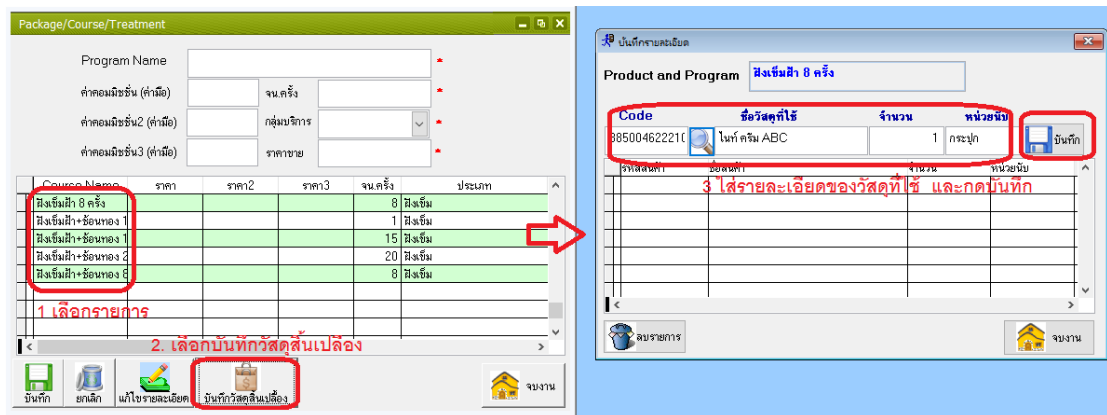 Package/Course/Treatment
Program Name *
ค่าคอมมิชชั่น (ค่ามือ) จน.ครั้ง *
ค่าคอมมิชชั่น2 (ค่ามือ) กลุ่มบริการ *
ค่าคอมมิชชั่น3 (ค่ามือ) ราคาขาย *
Course Name ราคา ราคา2 ราคา3 จน.ครั้ง ประเภท
ฝังเข็มฝ้า 8 ครั้ง 8 ฝังเข็ม
ฝังเข็มฝ้า+ช้อนทอง 1 1 ฝังเข็ม
ฝังเข็มฝ้า+ช้อนทอง 1 15 ฝังเข็ม
ฝังเข็มฝ้า+ช้อนทอง 2 20 ฝังเข็ม
ฝังเข็มฝ้า+ช้อนทอง 8 8 ฝังเข็ม
1 เลือกรายการ
2. เลือกบันทึกวัสดุสิ้นเปลือง
บันทึก ยกเลิก แก้ไขรายละเอียด บันทึกวัสดุสิ้นเปลือง จบงาน
บันทึกรายละเอียด
Product and Program ฝังเข็มฝ้า 8 ครั้ง
Code ชื่อวัสดุที่ใช้ จำนวน หน่วยนับ
88500462221( ไนท์ ครีม ABC 1 กระปุก บันทึก
รหัสสินค้า ชื่อสินค้า จำนวน หน่วยนับ
3 ใส่รายละเอียดของวัสดุที่ใช้ และกดบันทึก
ลบรายการ จบงาน